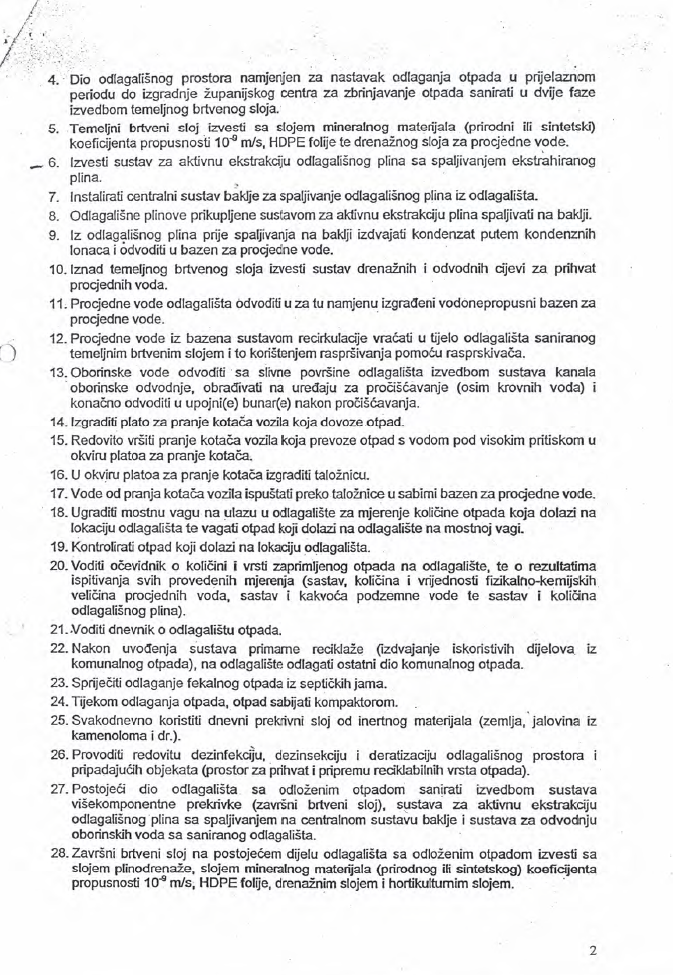 4. Dio odlagališnog prostora namjenjen za nastavak odlaganja otpada u prijelaznom
periodu do izgradnje županijskog centra za zbrinjavanje otpada sanirati u dvije faze
izvedbom temeljnog brtvenog sloja.
5. Temeljni brtveni sloj izvesti sa slojem mineralnog materijala (prirodni ili sintetski)
koeficijenta propusnosti 10⁻⁹ m/s, HDPE folije te drenažnog sloja za procjedne vode.
6. Izvesti sustav za aktivnu ekstrakciju odlagališnog plina sa spaljivanjem ekstrahiranog
plina.
7. Instalirati centralni sustav baklje za spaljivanje odlagališnog plina iz odlagališta.
8. Odlagališne plinove prikupljene sustavom za aktivnu ekstrakciju plina spaljivati na baklji.
9. Iz odlagališnog plina prije spaljivanja na baklji izdvajati kondenzat putem kondenznih
lonaca i odvoditi u bazen za procjedne vode.
10. Iznad temeljnog brtvenog sloja izvesti sustav drenažnih i odvodnih cijevi za prihvat
procjednih voda.
11. Procjedne vode odlagališta odvoditi u za tu namjenu izgrađeni vodonepropusni bazen za
procjedne vode.
12. Procjedne vode iz bazena sustavom recirkulacije vraćati u tijelo odlagališta saniranog
temeljnim brtvenim slojem i to korištenjem raspršivanja pomoću rasprskivača.
13. Oborinske vode odvoditi sa slivne površine odlagališta izvedbom sustava kanala
oborinske odvodnje, obrađivati na uređaju za pročišćavanje (osim krovnih voda) i
konačno odvoditi u upojni(e) bunar(e) nakon pročišćavanja.
14. Izgraditi plato za pranje kotača vozila koja dovoze otpad.
15. Redovito vršiti pranje kotača vozila koja prevoze otpad s vodom pod visokim pritiskom u
okviru platoa za pranje kotača.
16. U okviru platoa za pranje kotača izgraditi taložnicu.
17. Vode od pranja kotača vozila ispuštati preko taložnice u sabirni bazen za procjedne vode.
18. Ugraditi mostnu vagu na ulazu u odlagalište za mjerenje količine otpada koja dolazi na
lokaciju odlagališta te vagati otpad koji dolazi na odlagalište na mostnoj vagi.
19. Kontrolirati otpad koji dolazi na lokaciju odlagališta.
20. Voditi očevidnik o količini i vrsti zaprimljenog otpada na odlagalište, te o rezultatima
ispitivanja svih provedenih mjerenja (sastav, količina i vrijednosti fizikalno-kemijskih
veličina procjednih voda, sastav i kakvoća podzemne vode te sastav i količina
odlagališnog plina).
21. Voditi dnevnik o odlagalištu otpada.
22. Nakon uvođenja sustava primarne reciklaže (izdvajanje iskoristivih dijelova iz
komunalnog otpada), na odlagalište odlagati ostatni dio komunalnog otpada.
23. Spriječiti odlaganje fekalnog otpada iz septičkih jama.
24. Tijekom odlaganja otpada, otpad sabijati kompaktorom.
25. Svakodnevno koristiti dnevni prekrivni sloj od inertnog materijala (zemlja, jalovina iz
kamenoloma i dr.).
26. Provoditi redovitu dezinfekciju, dezinsekciju i deratizaciju odlagališnog prostora i
pripadajućih objekata (prostor za prihvat i pripremu reciklabilnih vrsta otpada).
27. Postojeći dio odlagališta sa odloženim otpadom sanirati izvedbom sustava
višekomponentne prekrivke (završni brtveni sloj), sustava za aktivnu ekstrakciju
odlagališnog plina sa spaljivanjem na centralnom sustavu baklje i sustava za odvodnju
oborinskih voda sa saniranog odlagališta.
28. Završni brtveni sloj na postojećem dijelu odlagališta sa odloženim otpadom izvesti sa
slojem plinodrenaže, slojem mineralnog materijala (prirodnog ili sintetskog) koeficijenta
propusnosti 10⁻⁹ m/s, HDPE folije, drenažnim slojem i hortikulturnim slojem.
2